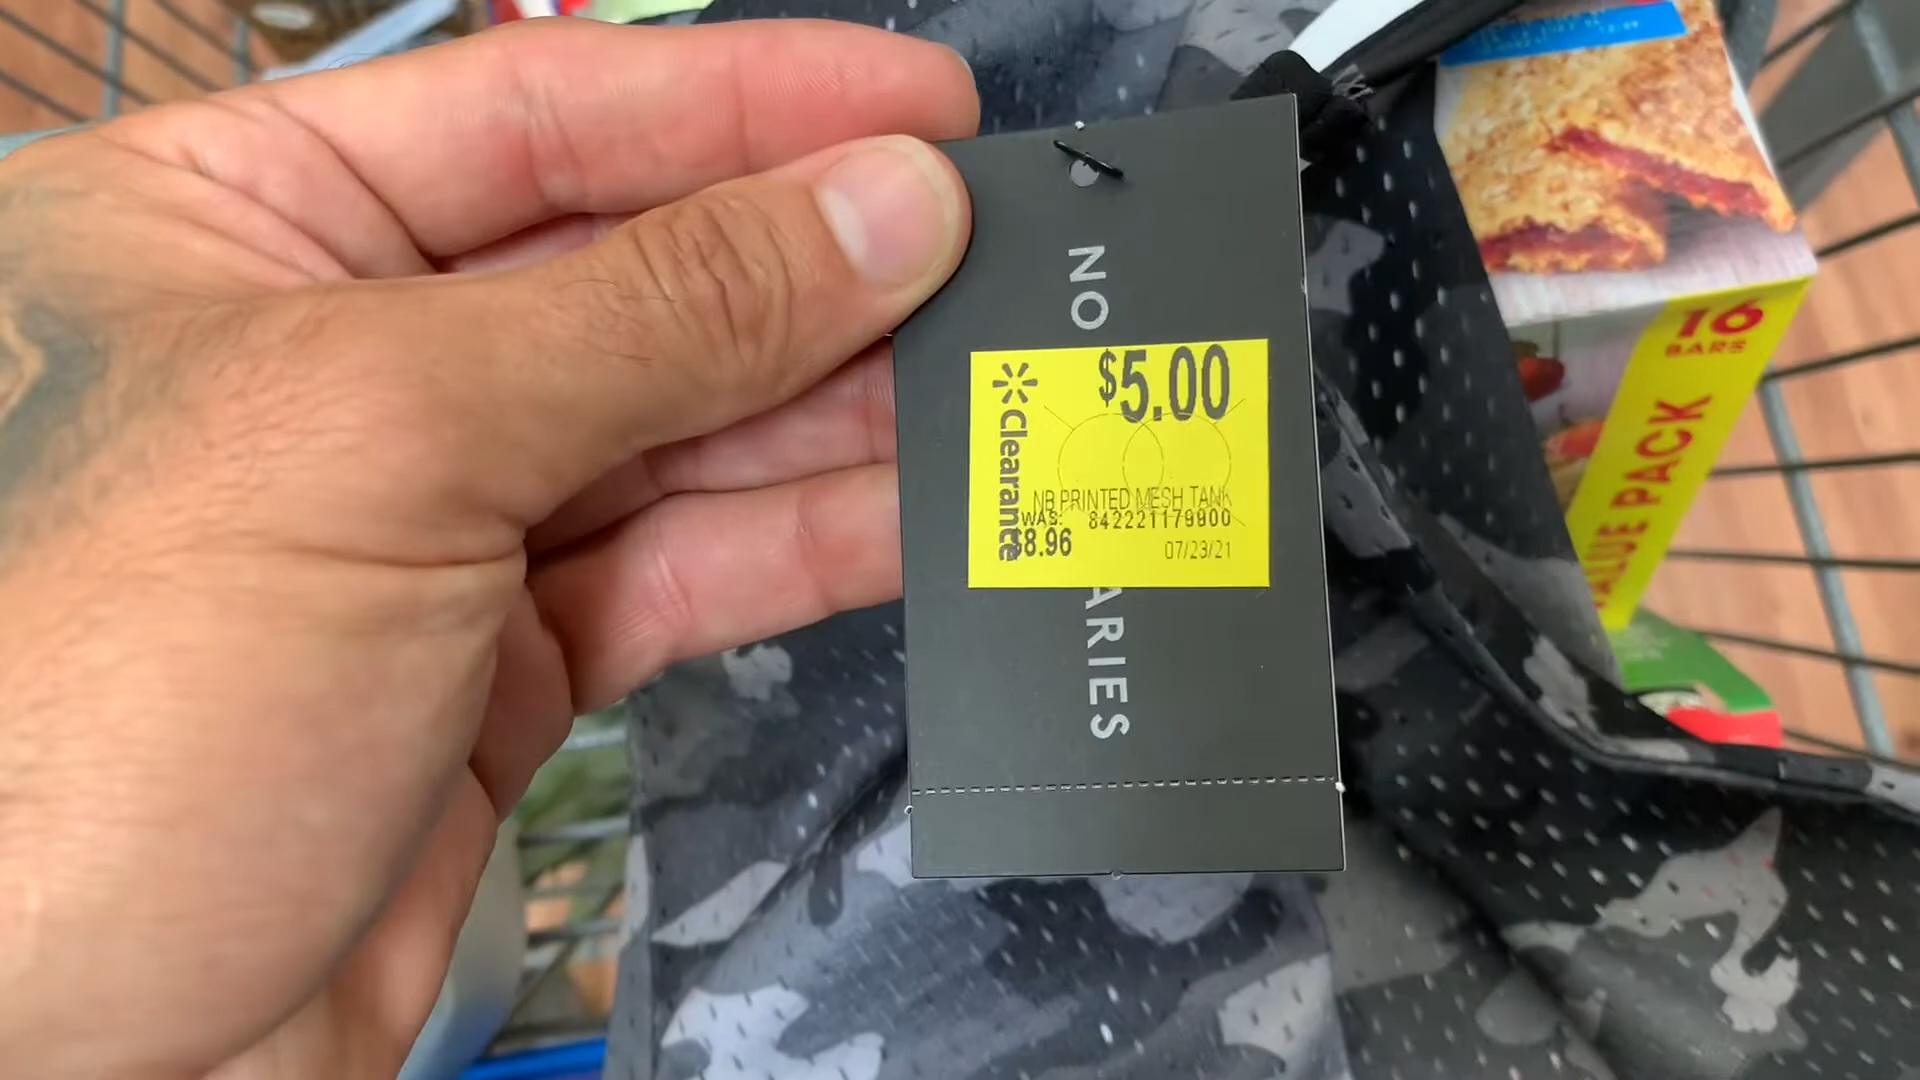 NO
$5.00
Clearance
NB PRINTED MESH TANK
WAS: 842221179900
$8.96 07/23/21
ARIES
16
BARS
VALUE PACK